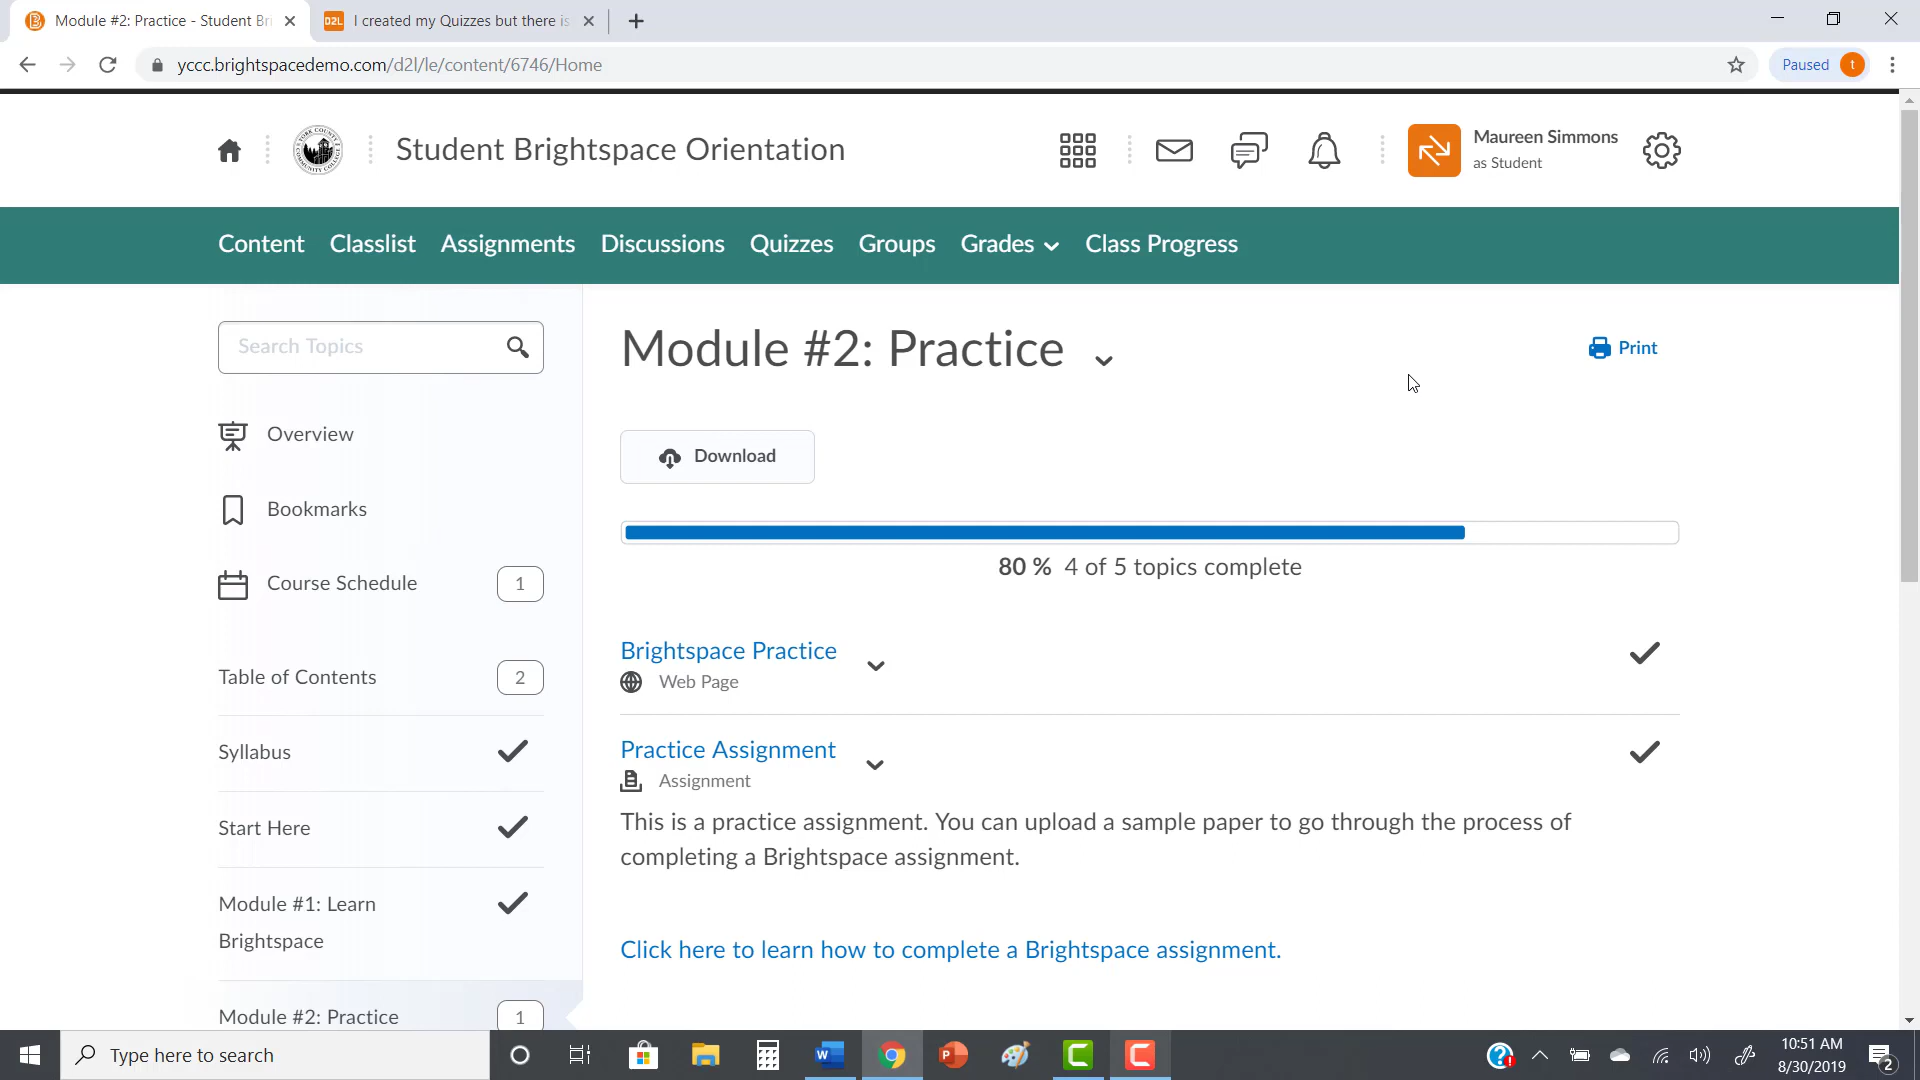 Module #2: Practice - Student Bri
I created my Quizzes but there is
yccc.brightspacedemo.com/d2l/le/content/6746/Home
Paused t
Student Brightspace Orientation
Maureen Simmons
as Student
Content Classlist Assignments Discussions Quizzes Groups Grades Class Progress
Search Topics
Overview
Bookmarks
Course Schedule 1
Table of Contents 2
Syllabus
Start Here
Module #1: Learn
Brightspace
Module #2: Practice 1
Module #2: Practice
Print
Download
80 % 4 of 5 topics complete
Brightspace Practice
Web Page
Practice Assignment
Assignment
This is a practice assignment. You can upload a sample paper to go through the process of
completing a Brightspace assignment.
Click here to learn how to complete a Brightspace assignment.
Type here to search
10:51 AM
8/30/2019
2